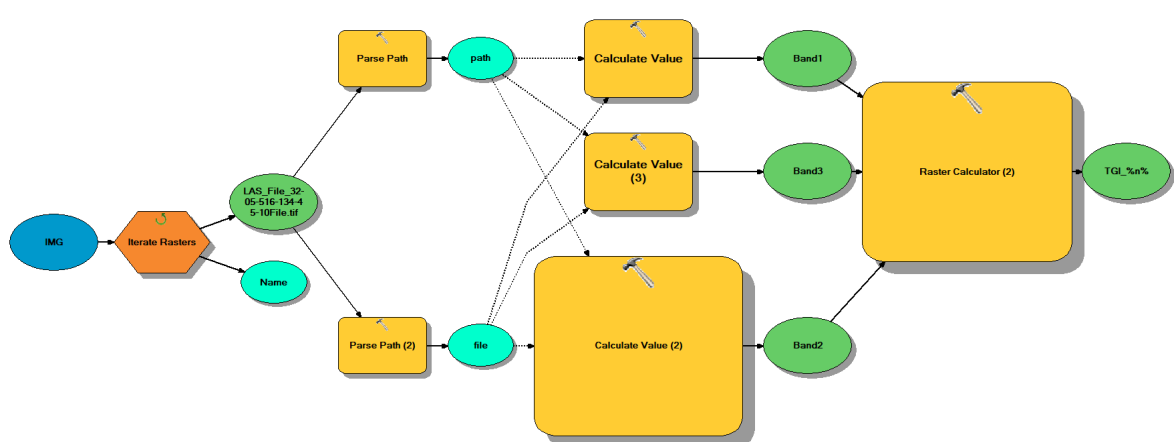 IMG
Iterate Rasters
LAS_File_32-
05-516-134-4
5-10File.tif
Name
Parse Path
path
Parse Path (2)
file
Calculate Value
Calculate Value
(3)
Calculate Value (2)
Band1
Band3
Band2
Raster Calculator (2)
TGI_%n%